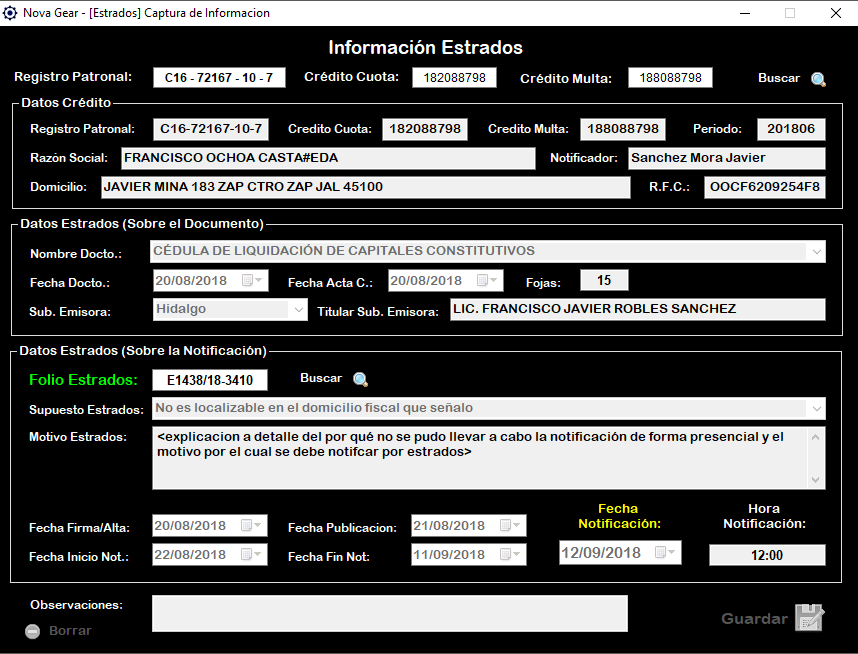 Nova Gear - [Estrados] Captura de Informacion
Información Estrados
Registro Patronal: C16 - 72167 - 10 - 7 Crédito Cuota: 182088798 Crédito Multa: 188088798 Buscar
Datos Crédito
Registro Patronal: C16-72167-10-7 Credito Cuota: 182088798 Credito Multa: 188088798 Periodo: 201806
Razón Social: FRANCISCO OCHOA CASTA#EDA Notificador: Sanchez Mora Javier
Domicilio: JAVIER MINA 183 ZAP CTRO ZAP JAL 45100 R.F.C.: OOCF6209254F8
Datos Estrados (Sobre el Documento)
Nombre Docto.: CÉDULA DE LIQUIDACIÓN DE CAPITALES CONSTITUTIVOS
Fecha Docto.: 20/08/2018 Fecha Acta C.: 20/08/2018 Fojas: 15
Sub. Emisora: Hidalgo Titular Sub. Emisora: LIC. FRANCISCO JAVIER ROBLES SANCHEZ
Datos Estrados (Sobre la Notificación)
Folio Estrados: E1438/18-3410 Buscar
Supuesto Estrados: No es localizable en el domicilio fiscal que señalo
Motivo Estrados: <explicacion a detalle del por qué no se pudo llevar a cabo la notificación de forma presencial y el
motivo por el cual se debe notifcar por estrados>
Fecha Firma/Alta: 20/08/2018 Fecha Publicacion: 21/08/2018 Fecha Notificación: Hora Notificación:
Fecha Inicio Not.: 22/08/2018 Fecha Fin Not: 11/09/2018 12/09/2018 12:00
Observaciones:
Borrar Guardar